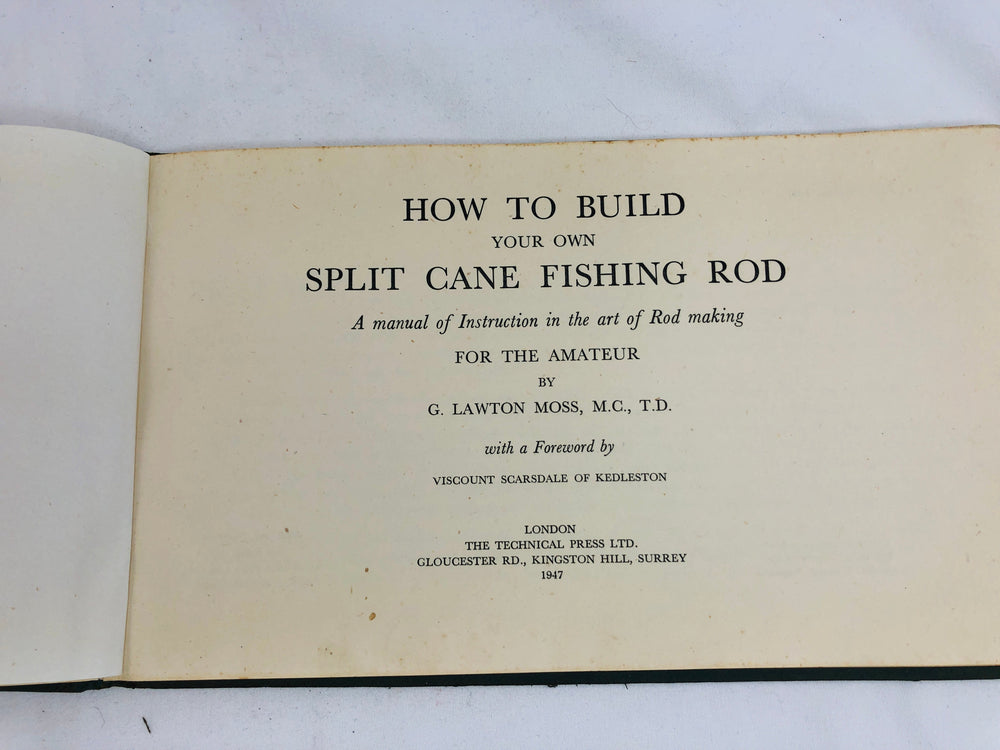 HOW TO BUILD
YOUR OWN
SPLIT CANE FISHING ROD
A manual of Instruction in the art of Rod making
FOR THE AMATEUR
BY
G. LAWTON MOSS, M.C., T.D.
with a Foreword by
VISCOUNT SCARSDALE OF KEDLESTON
LONDON
THE TECHNICAL PRESS LTD.
GLOUCESTER RD., KINGSTON HILL, SURREY
1947